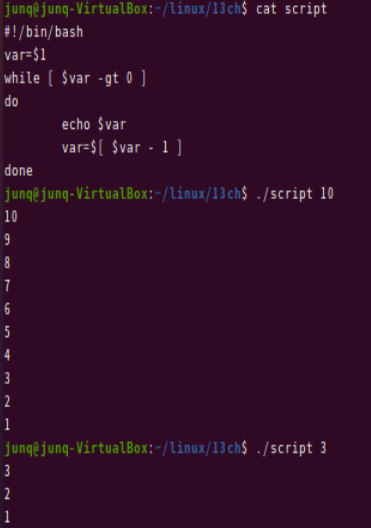 junq@junq-VirtualBox:~/linux/13ch$ cat script
#!/bin/bash
var=$1
while [ $var -gt 0 ]
do
        echo $var
        var=$[ $var - 1 ]
done
junq@junq-VirtualBox:~/linux/13ch$ ./script 10
10
9
8
7
6
5
4
3
2
1
junq@junq-VirtualBox:~/linux/13ch$ ./script 3
3
2
1